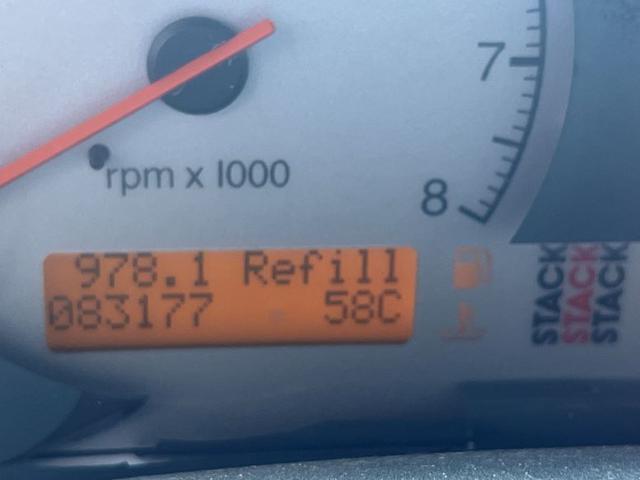 7
rpm x 1000
8
978.1 Refill
083177 58C
STACK
STACK
STACK